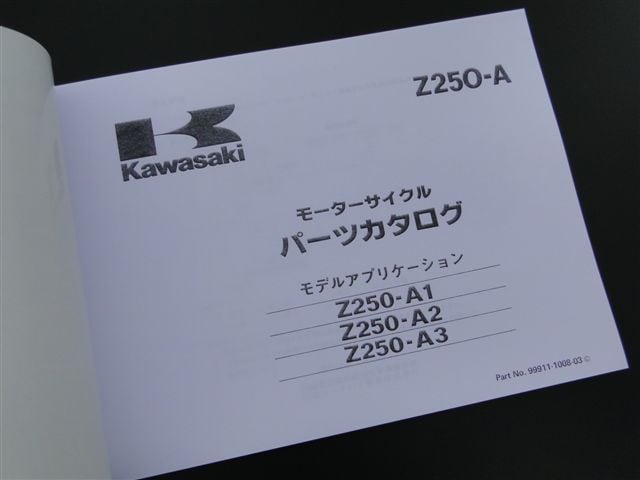 Z250-A
Kawasaki
モーターサイクル
パーツカタログ
モデルアプリケーション
Z250-A1
Z250-A2
Z250-A3
Part No. 99911-1008-03 ©